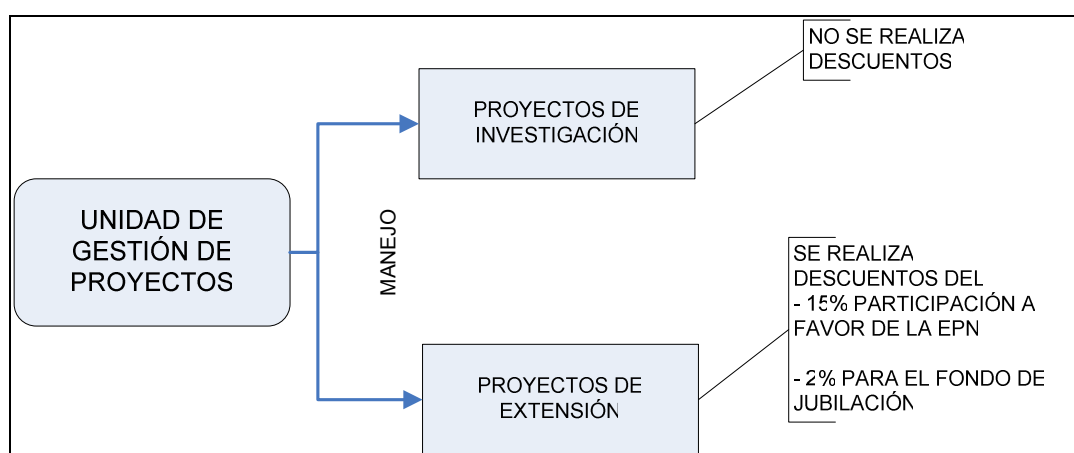 UNIDAD DE
GESTIÓN DE
PROYECTOS
MANEJO
PROYECTOS DE
INVESTIGACIÓN
NO SE REALIZA
DESCUENTOS
PROYECTOS DE
EXTENSIÓN
SE REALIZA
DESCUENTOS DEL
- 15% PARTICIPACIÓN A
FAVOR DE LA EPN
- 2% PARA EL FONDO DE
JUBILACIÓN